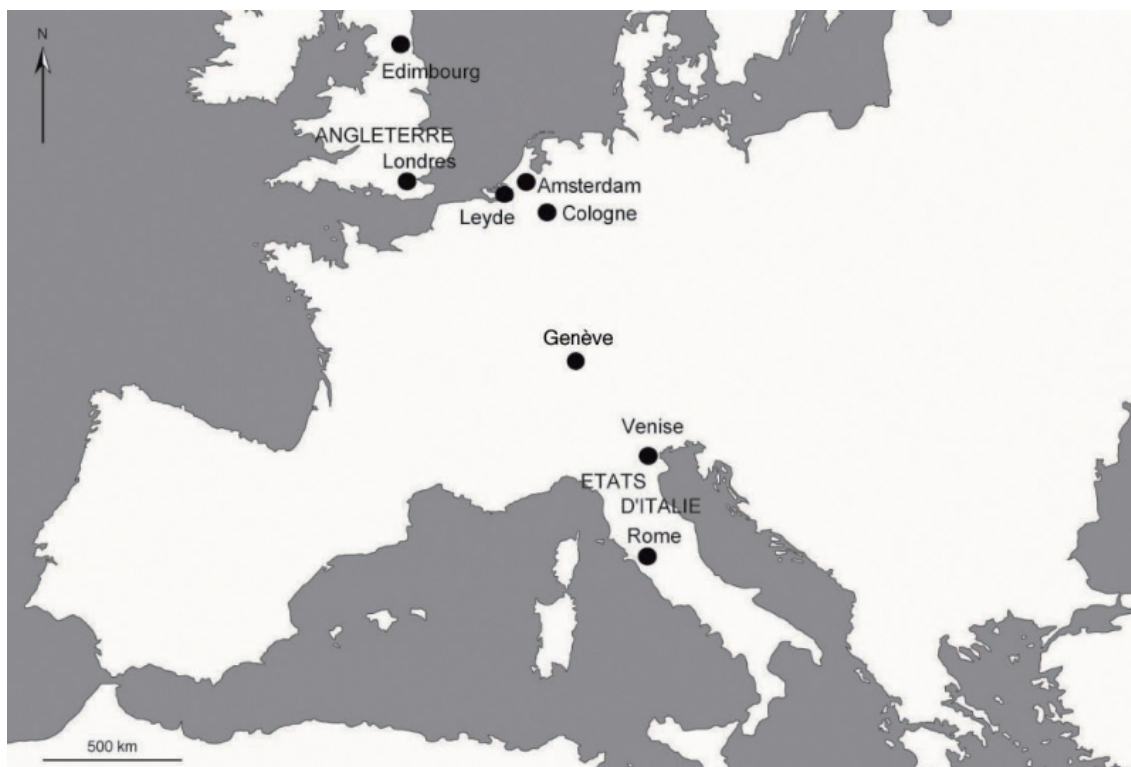 N
Edimbourg
ANGLETERRE
Londres
Amsterdam
Leyde
Cologne
Genève
Venise
ETATS
D'ITALIE
Rome
500 km